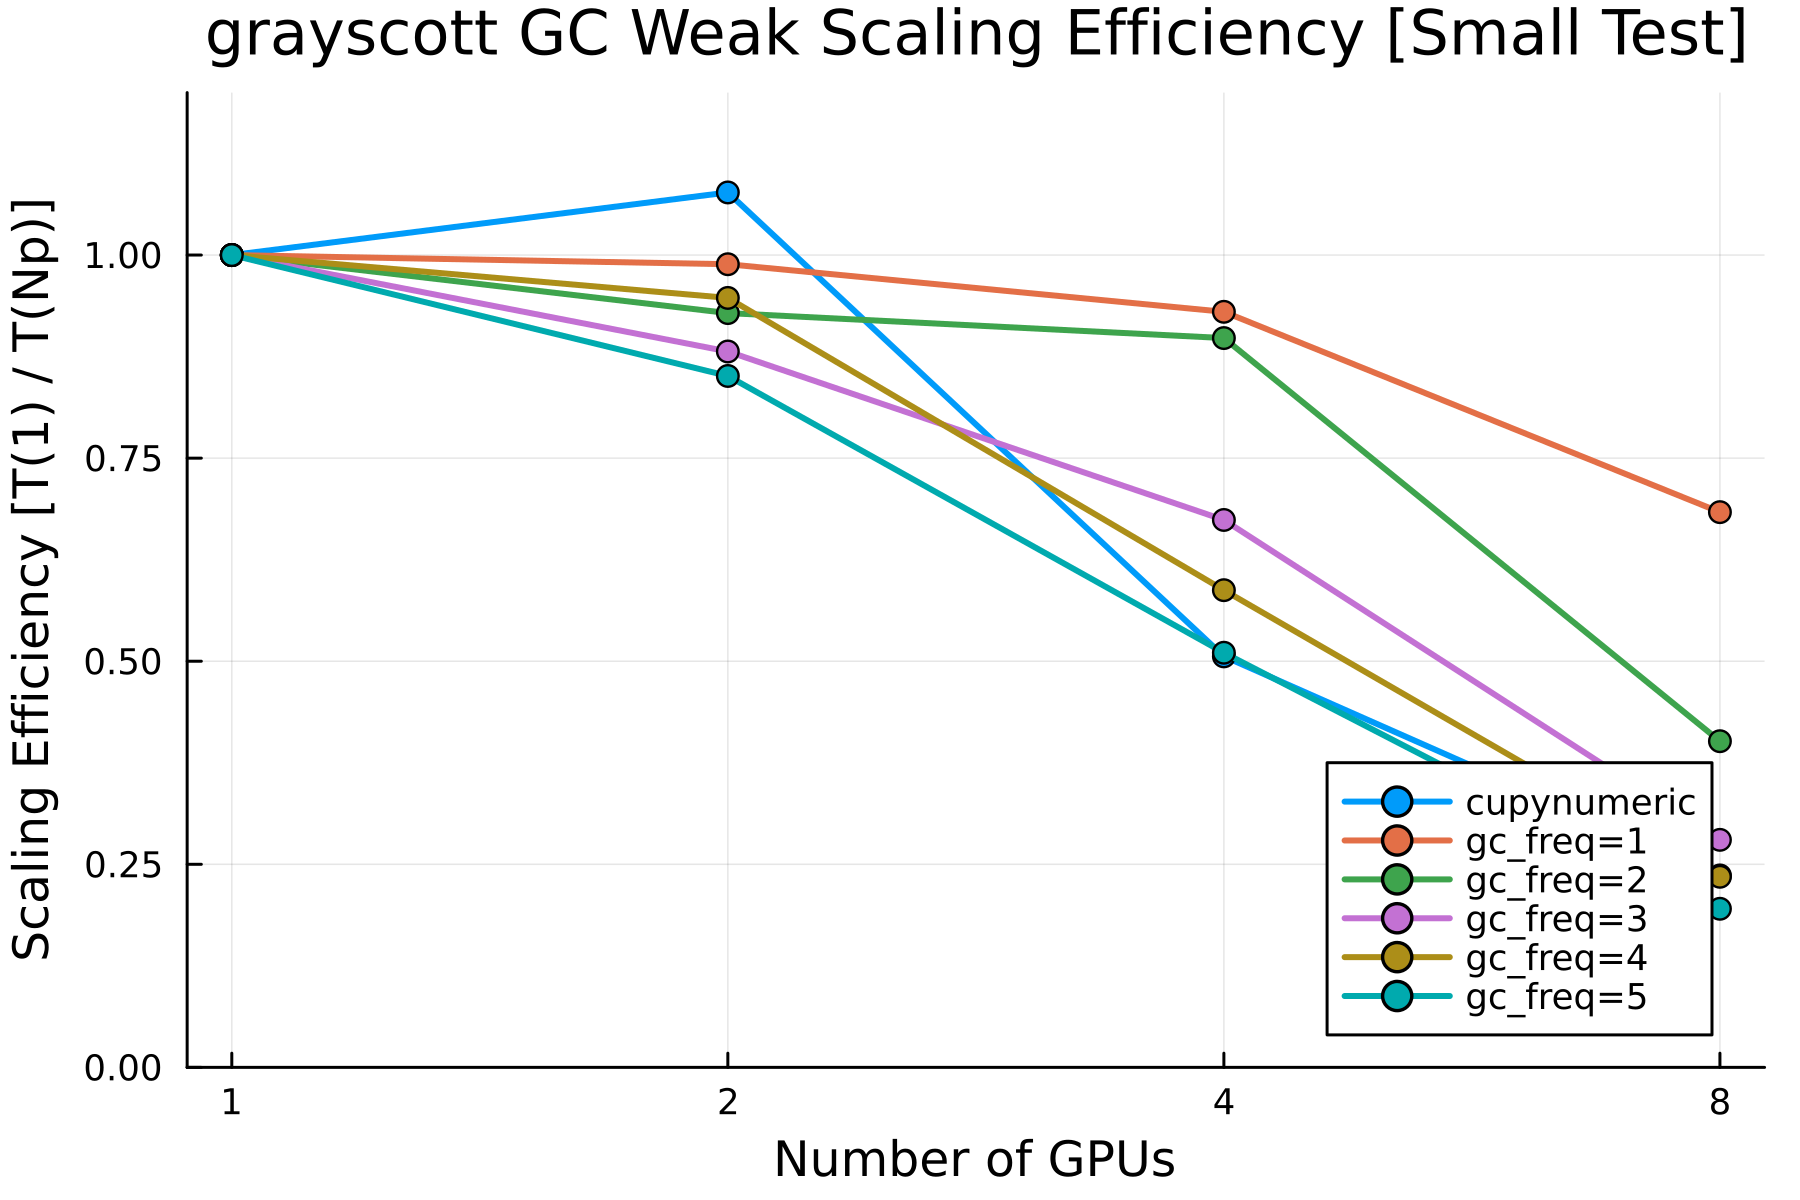 grayscott GC Weak Scaling Efficiency [Small Test]
Scaling Efficiency [T(1) / T(Np)]
1.00
0.75
0.50
0.25
0.00
cupynumeric
gc_freq=1
gc_freq=2
gc_freq=3
gc_freq=4
gc_freq=5
1 2 4 8
Number of GPUs